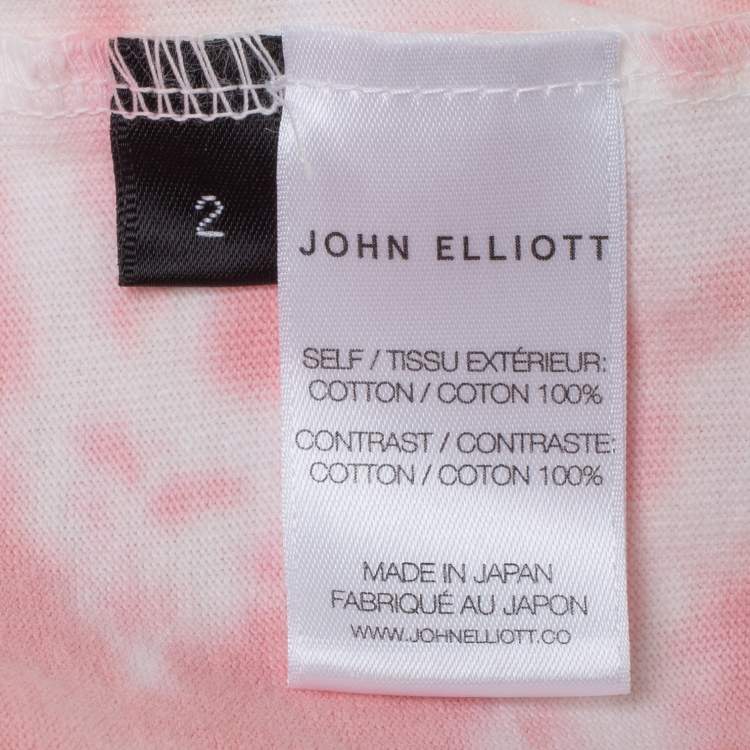 2
JOHN ELLIOTT
SELF / TISSU EXTÉRIEUR:
COTTON / COTON 100%
CONTRAST / CONTRASTE:
COTTON / COTON 100%
MADE IN JAPAN
FABRIQUÉ AU JAPON
WWW.JOHNELLIOTT.CO